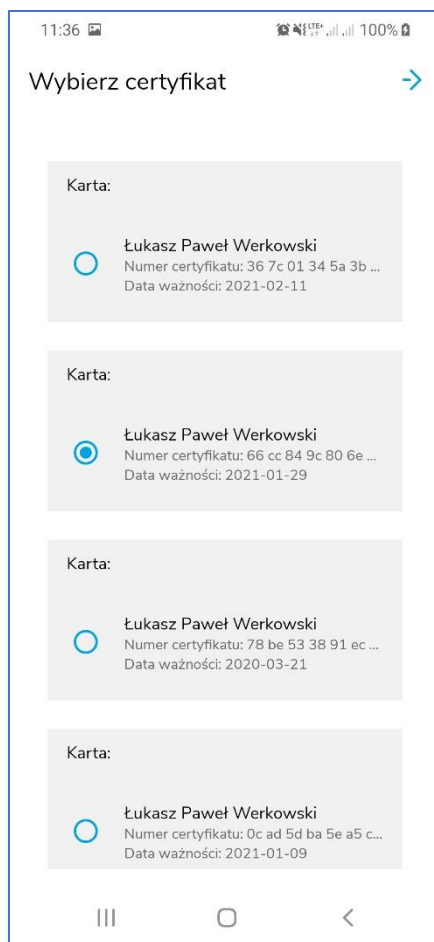 11:36 LTE+ 100%
Wybierz certyfikat
Karta:
Łukasz Paweł Werkowski
Numer certyfikatu: 36 7c 01 34 5a 3b ...
Data ważności: 2021-02-11
Karta:
Łukasz Paweł Werkowski
Numer certyfikatu: 66 cc 84 9c 80 6e ...
Data ważności: 2021-01-29
Karta:
Łukasz Paweł Werkowski
Numer certyfikatu: 78 be 53 38 91 ec ...
Data ważności: 2020-03-21
Karta:
Łukasz Paweł Werkowski
Numer certyfikatu: 0c ad 5d ba 5e a5 c...
Data ważności: 2021-01-09